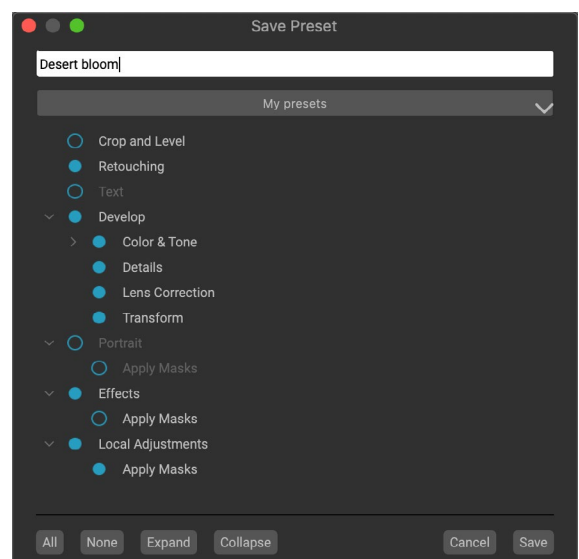 Save Preset
Desert bloom
My presets
Crop and Level
Retouching
Text
Develop
Color & Tone
Details
Lens Correction
Transform
Portrait
Apply Masks
Effects
Apply Masks
Local Adjustments
Apply Masks
All None Expand Collapse Cancel Save